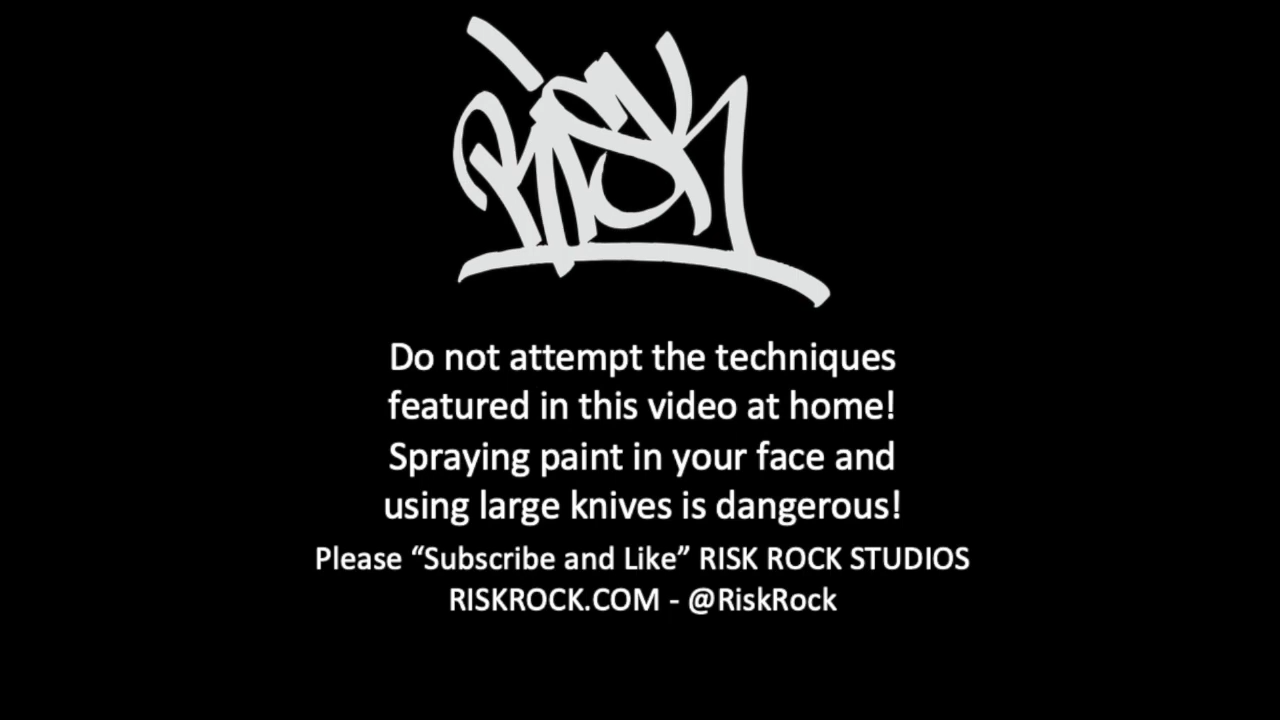 RISK
Do not attempt the techniques
featured in this video at home!
Spraying paint in your face and
using large knives is dangerous!
Please “Subscribe and Like” RISK ROCK STUDIOS
RISKROCK.COM - @RiskRock